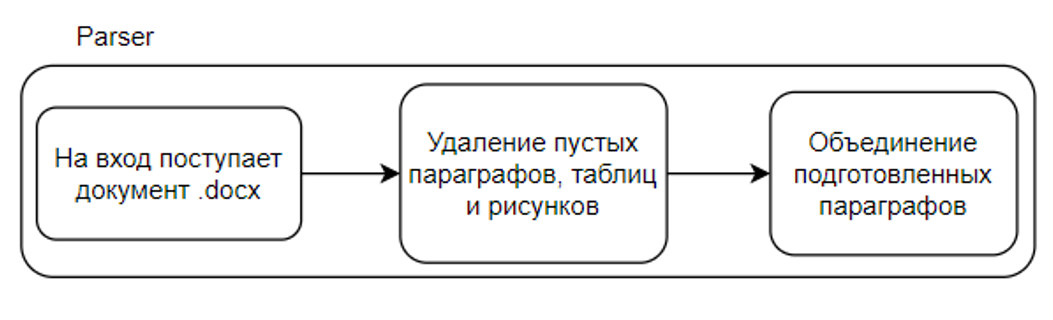 Parser
На вход поступает
документ .docx
Удаление пустых
параграфов, таблиц
и рисунков
Объединение
подготовленных
параграфов